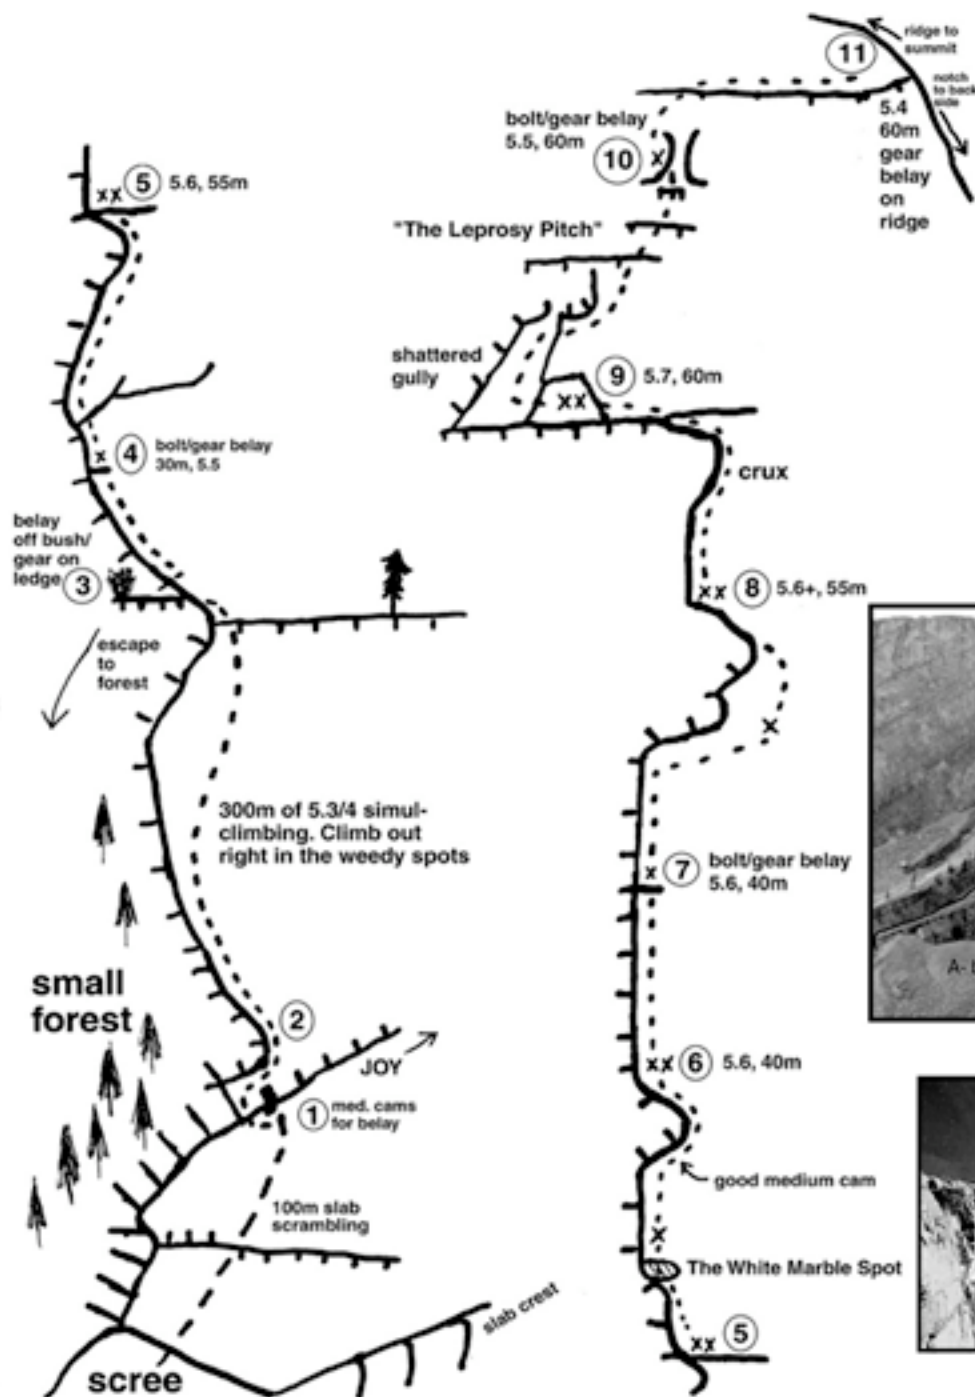 ridge to
summit
11
notch
to back
side
5.4
60m
gear
belay
on
ridge
bolt/gear belay
5.5, 60m
10
x
"The Leprosy Pitch"
xx
5
5.6, 55m
shattered
gully
9
5.7, 60m
xx
crux
x
4
bolt/gear belay
30m, 5.5
belay
off bush/
gear on
ledge
3
escape
to
forest
xx
8
5.6+, 55m
x
300m of 5.3/4 simul-
climbing. Climb out
right in the weedy spots
x
7
bolt/gear belay
5.6, 40m
small
forest
2
JOY
1
med. cams
for belay
xx
6
5.6, 40m
good medium cam
100m slab
scrambling
x
The White Marble Spot
slab crest
xx
5
scree
A-